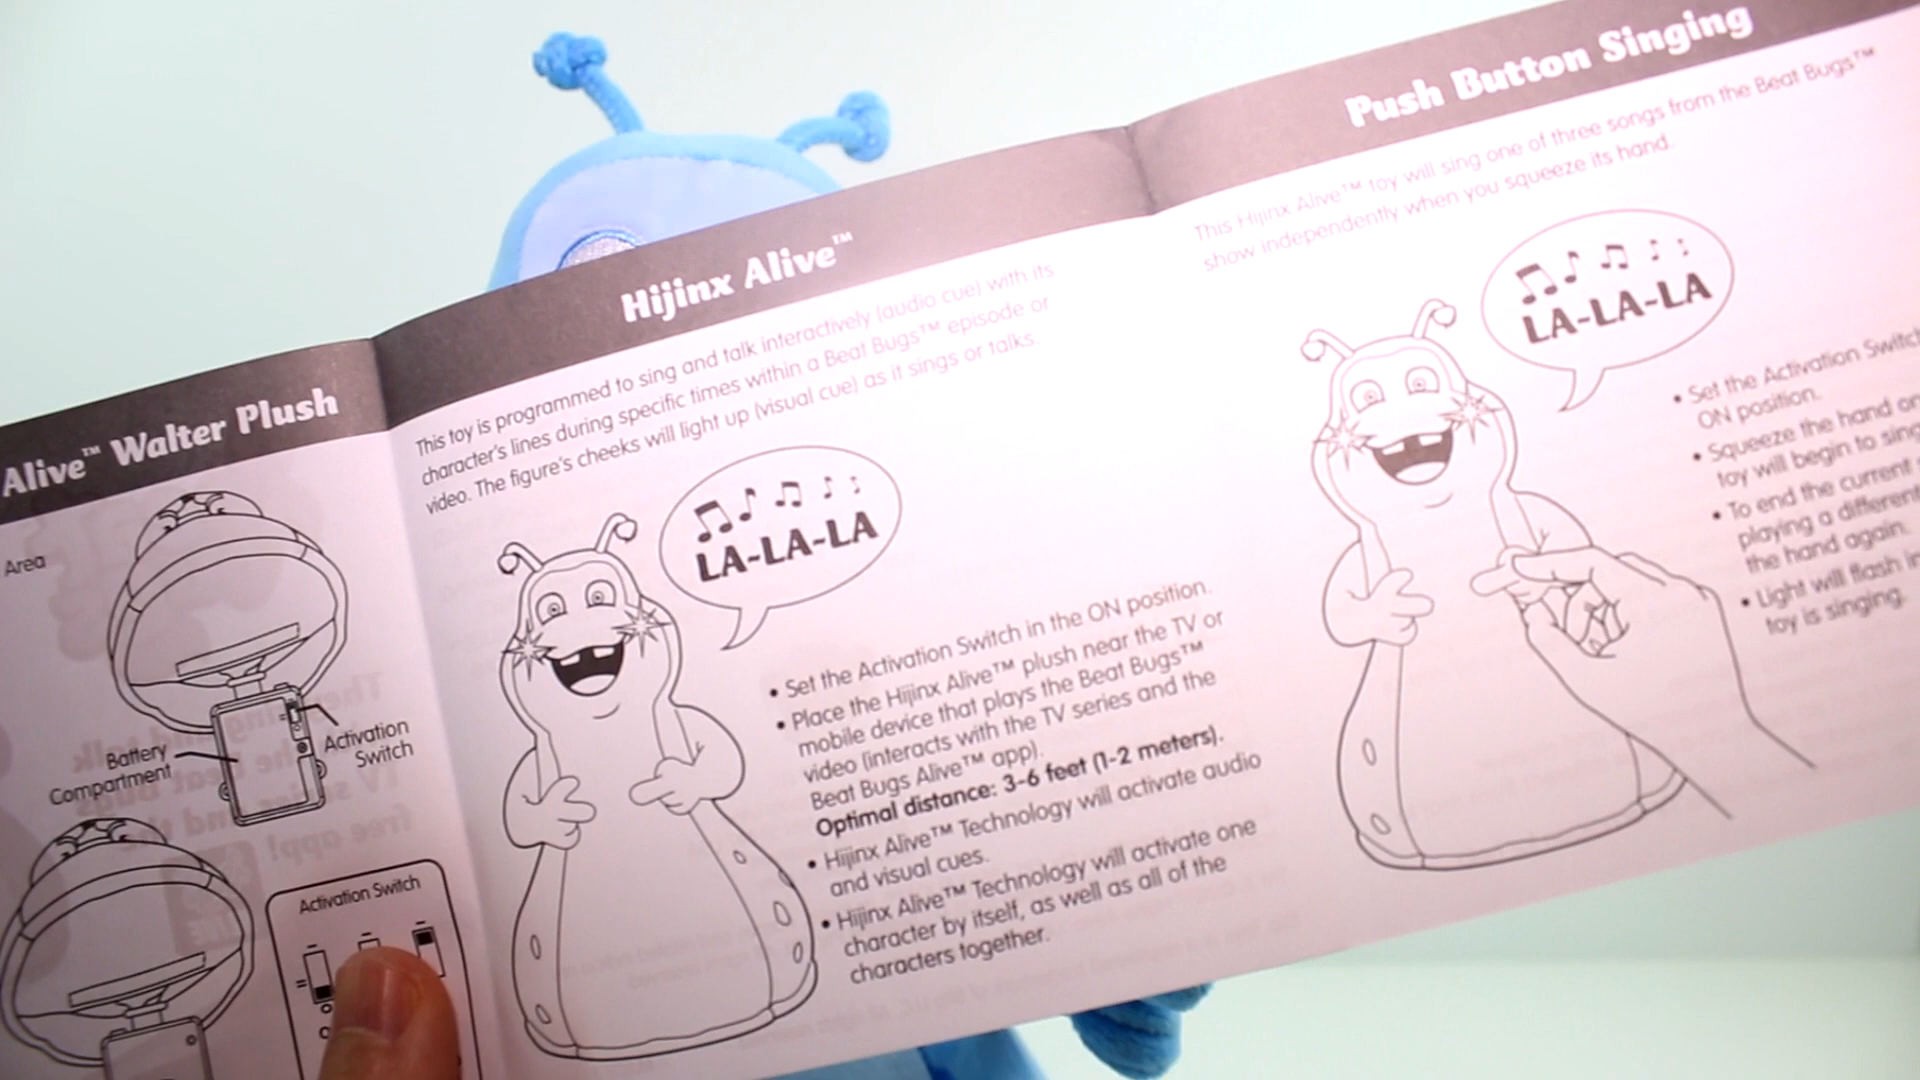 Alive™ Walter Plush
Area
Battery
Compartment
Activation
Switch
Activation Switch
Hijinx Alive™
This toy is programmed to sing and talk interactively (audio cue) with its
character's lines during specific times within a Beat Bugs™ episode or
video. The figure's cheeks will light up (visual cue) as it sings or talks.
LA-LA-LA
• Set the Activation Switch in the ON position.
• Place the Hijinx Alive™ plush near the TV or
mobile device that plays the Beat Bugs™
video (interacts with the TV series and the
Beat Bugs Alive™ app).
Optimal distance: 3-6 feet (1-2 meters).
• Hijinx Alive™ Technology will activate audio
and visual cues.
• Hijinx Alive™ Technology will activate one
character by itself, as well as all of the
characters together.
Push Button Singing
This Hijinx Alive™ toy will sing one of three songs from the Beat Bugs™
show independently when you squeeze its hand.
LA-LA-LA
• Set the Activation Switch
ON position.
• Squeeze the hand
toy will begin to
• To end the current
playing a different
the hand again.
• Light will flash
toy is singing.